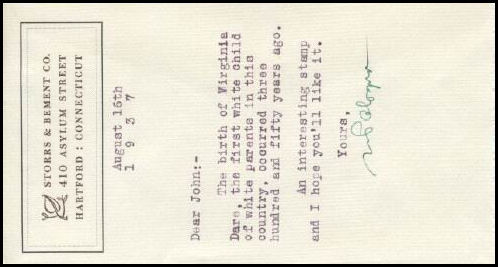 STORRS & BEMENT CO.
410 ASYLUM STREET
HARTFORD : CONNECTICUT
August 16th
1 9 3 7
Dear John:-
The birth of Virginia
Dare, the first white child
of white parents in this
country, occurred three
hundred and fifty years ago.
An interesting stamp
and I hope you'll like it.
Yours,